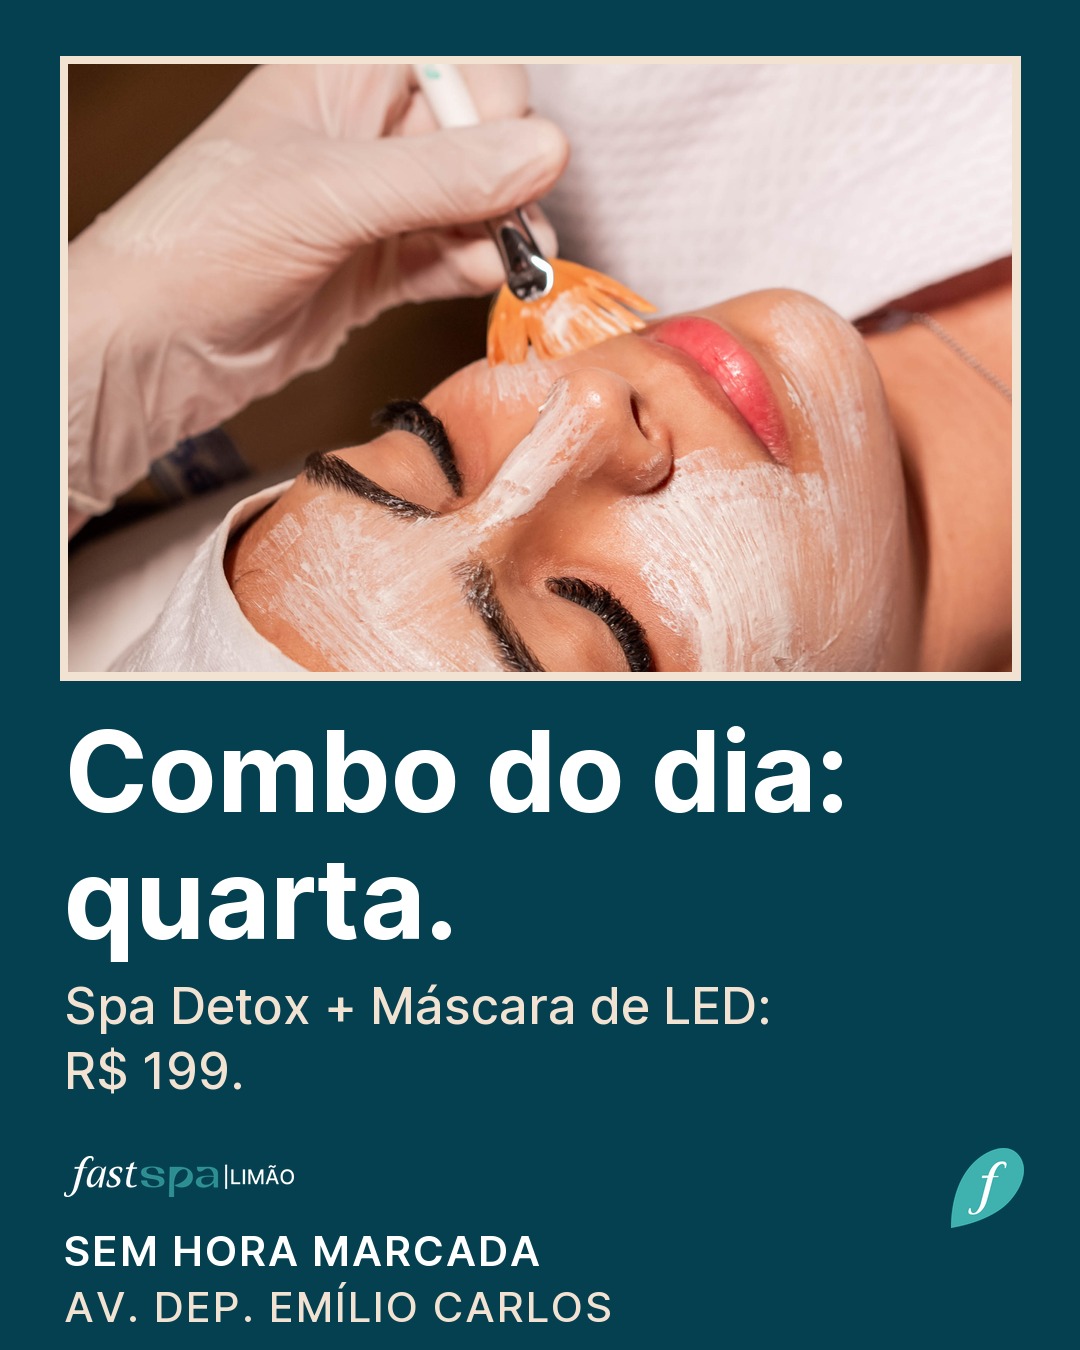 Combo do dia:
quarta.
Spa Detox + Máscara de LED:
R$ 199.
fastspa|LIMÃO
f
SEM HORA MARCADA
AV. DEP. EMÍLIO CARLOS